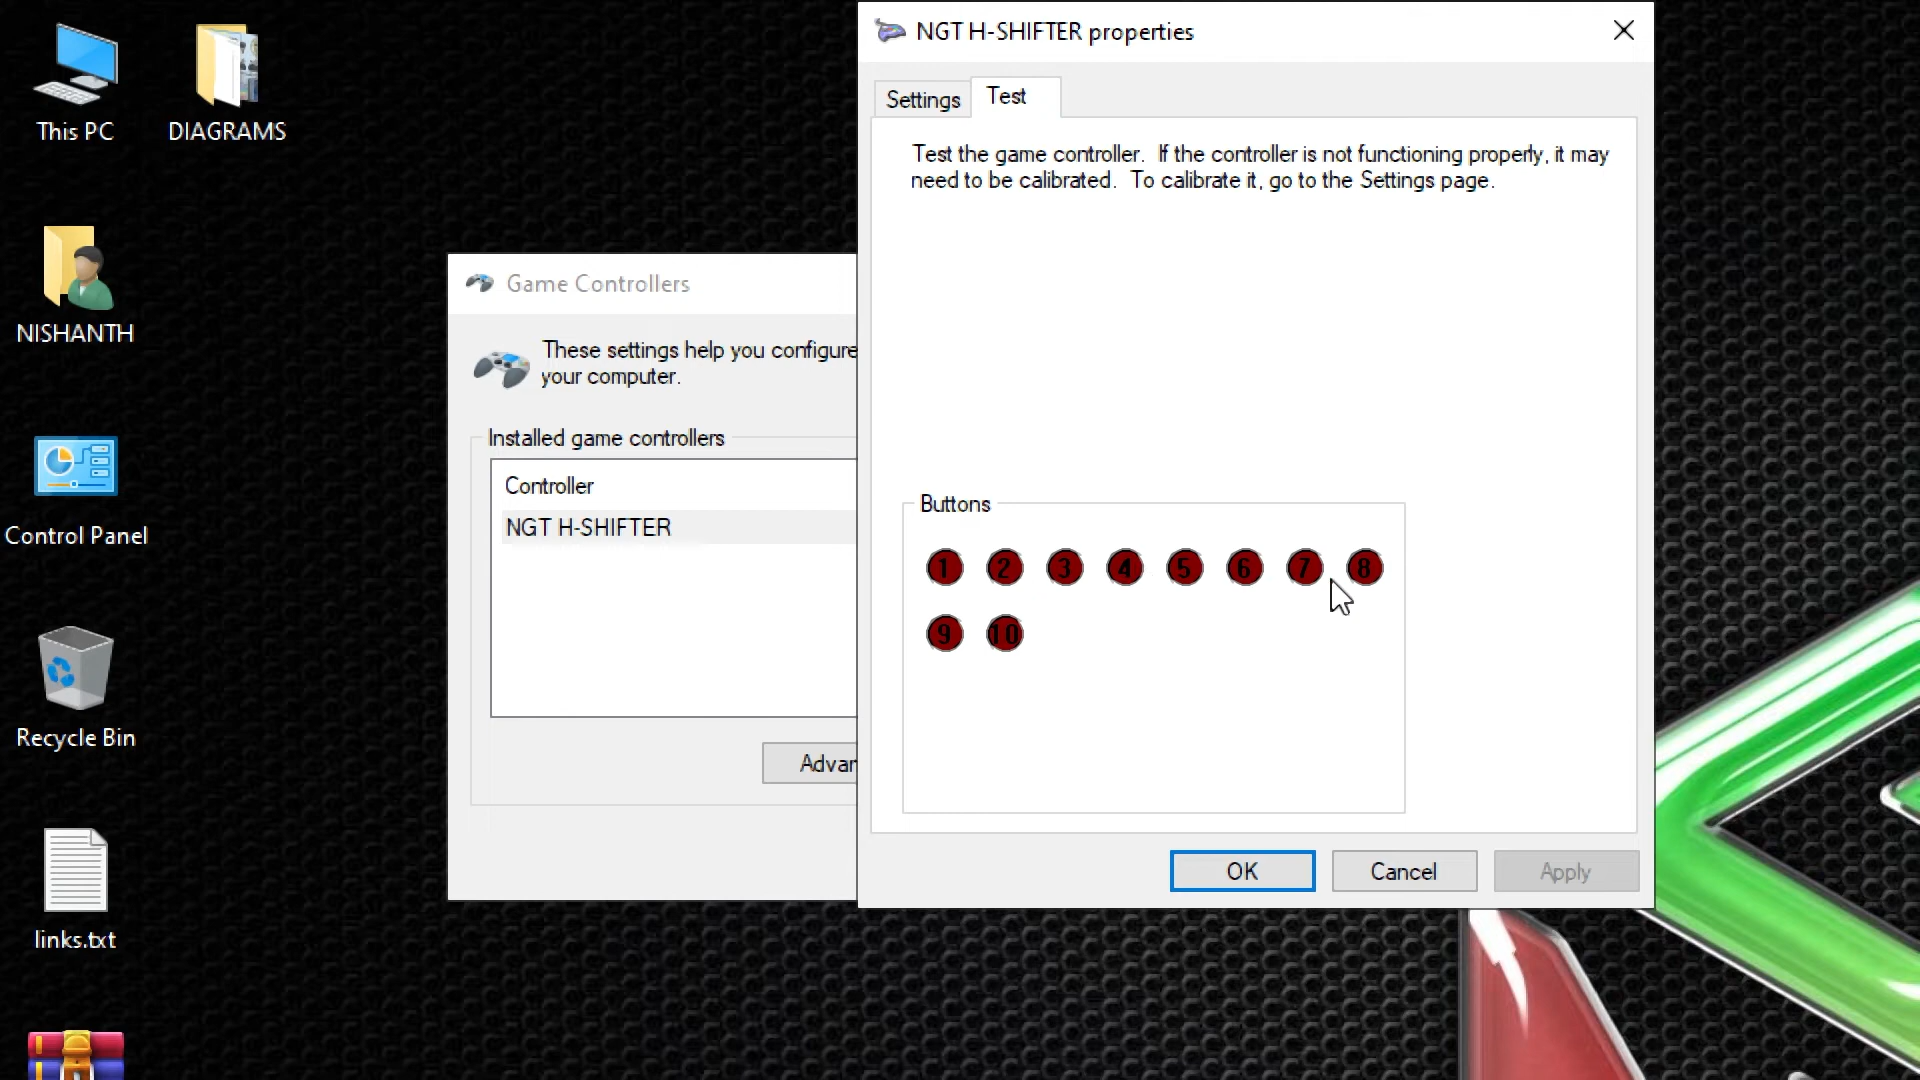 This PC
DIAGRAMS
NISHANTH
Control Panel
Recycle Bin
links.txt
Game Controllers
These settings help you configure
your computer.
Installed game controllers
Controller
NGT H-SHIFTER
Advan
NGT H-SHIFTER properties
Settings
Test
Test the game controller.  If the controller is not functioning properly, it may
need to be calibrated.  To calibrate it, go to the Settings page.
Buttons
1 2 3 4 5 6 7 8
9 10
OK
Cancel
Apply